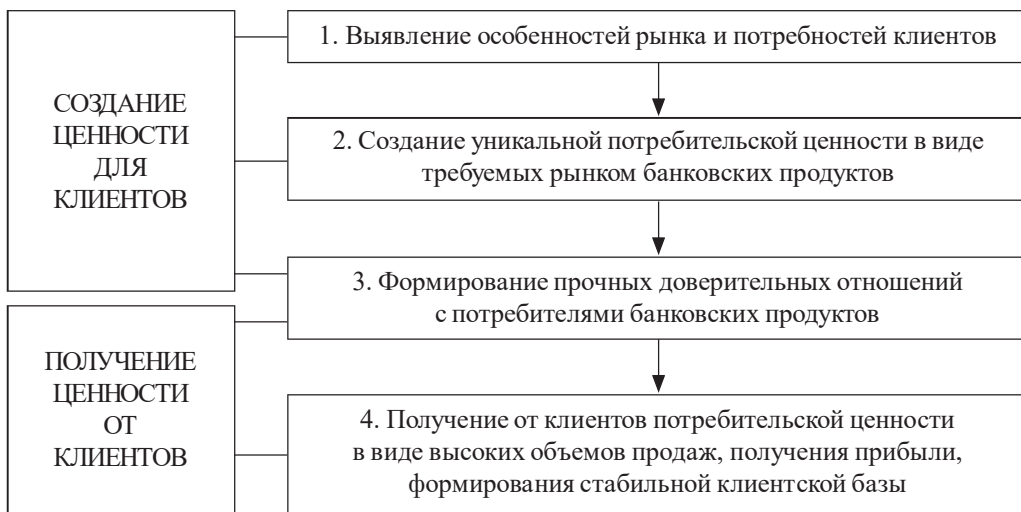 СОЗДАНИЕ
ЦЕННОСТИ
ДЛЯ
КЛИЕНТОВ
1. Выявление особенностей рынка и потребностей клиентов
2. Создание уникальной потребительской ценности в виде
требуемых рынком банковских продуктов
3. Формирование прочных доверительных отношений
с потребителями банковских продуктов
ПОЛУЧЕНИЕ
ЦЕННОСТИ
ОТ
КЛИЕНТОВ
4. Получение от клиентов потребительской ценности
в виде высоких объемов продаж, получения прибыли,
формирования стабильной клиентской базы